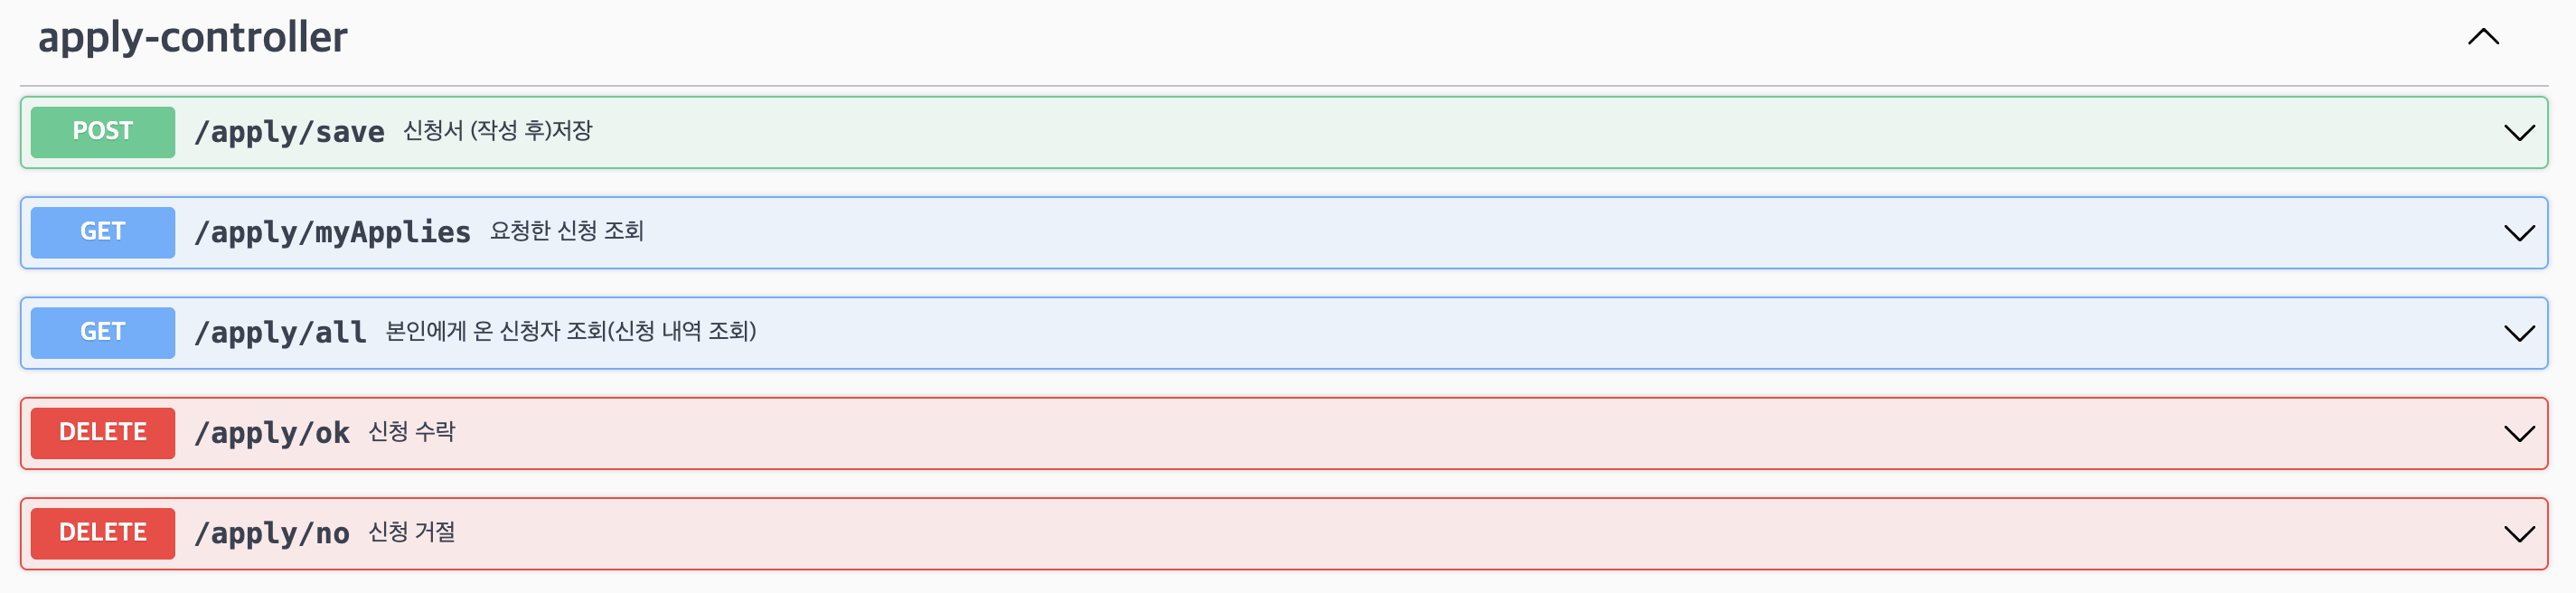 apply-controller
POST /apply/save 신청서 (작성 후)저장
GET /apply/myApplies 요청한 신청 조회
GET /apply/all 본인에게 온 신청자 조회(신청 내역 조회)
DELETE /apply/ok 신청 수락
DELETE /apply/no 신청 거절